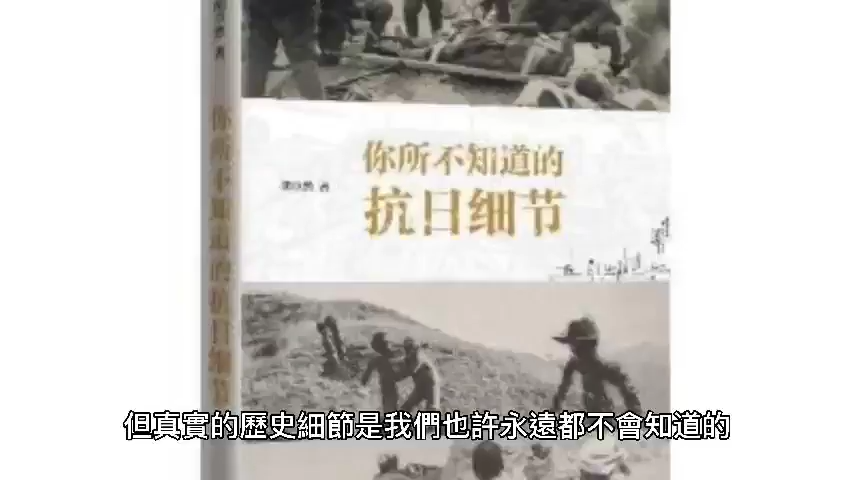 你所不知道的
抗日细节
著
你所不知道的抗日细节
但真實的歷史細節是我們也許永遠都不會知道的